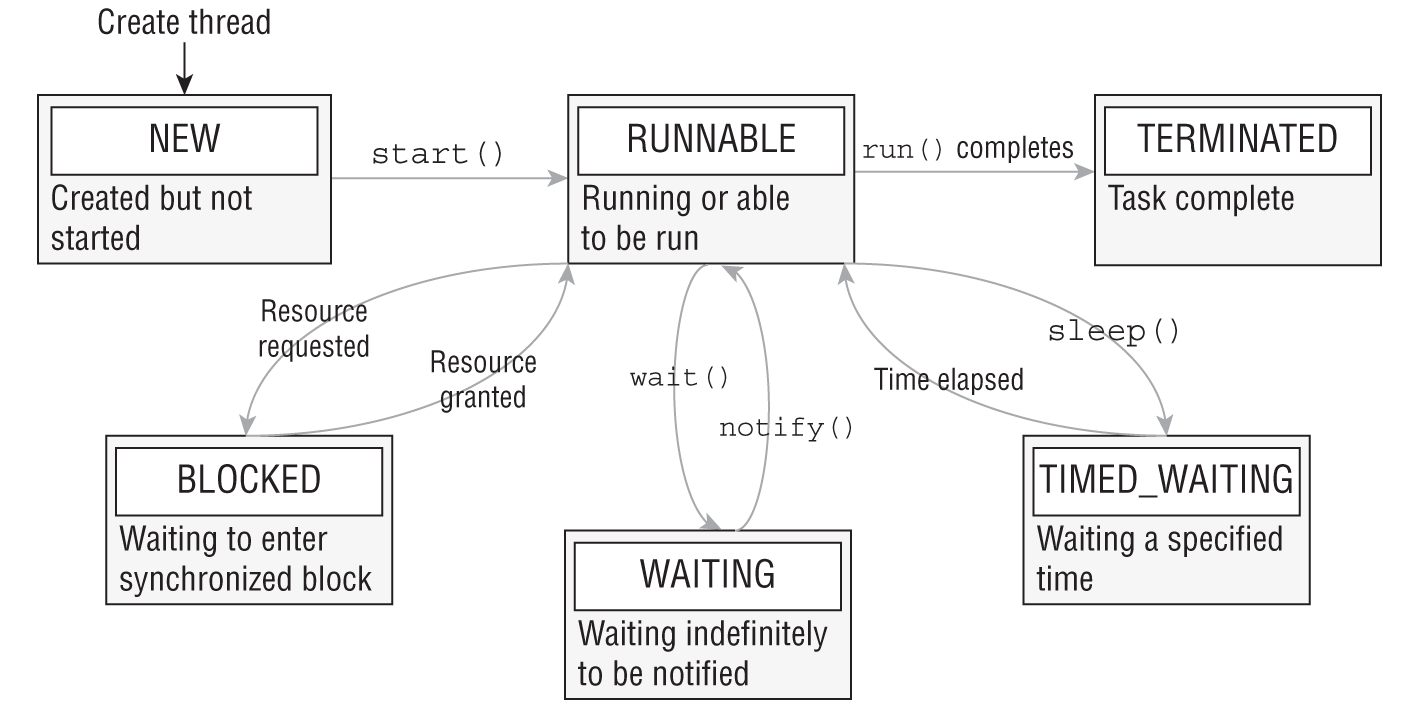 Create thread
NEW
Created but not
started
start()
RUNNABLE
Running or able
to be run
run() completes
TERMINATED
Task complete
Resource
requested
Resource
granted
wait()
notify()
Time elapsed
sleep()
BLOCKED
Waiting to enter
synchronized block
WAITING
Waiting indefinitely
to be notified
TIMED_WAITING
Waiting a specified
time